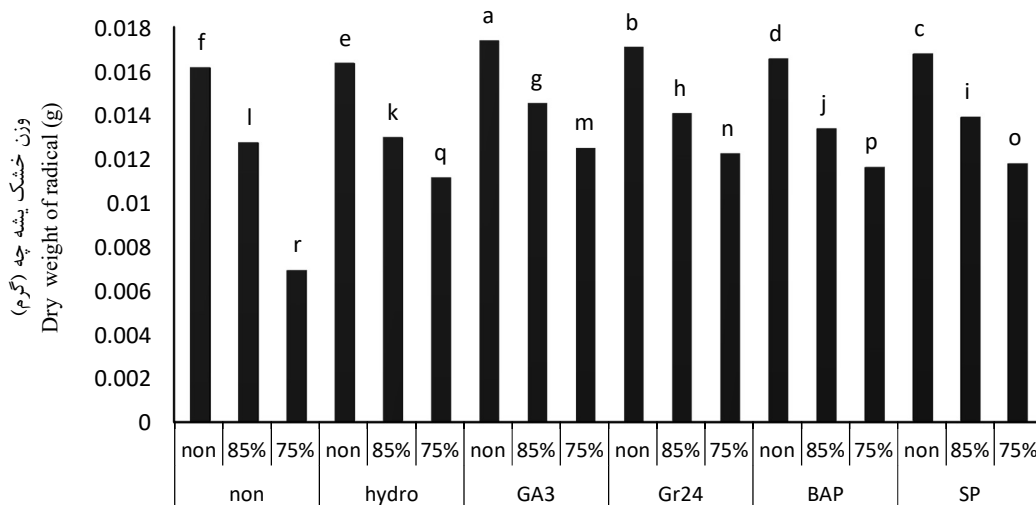 وزن خشک یشه چه (گرم)
Dry weight of radical (g)
0.018
0.016
0.014
0.012
0.01
0.008
0.006
0.004
0.002
0
f l r e k q a g m b h n d j p c i o
non 85% 75% non 85% 75% non 85% 75% non 85% 75% non 85% 75% non 85% 75%
non hydro GA3 Gr24 BAP SP